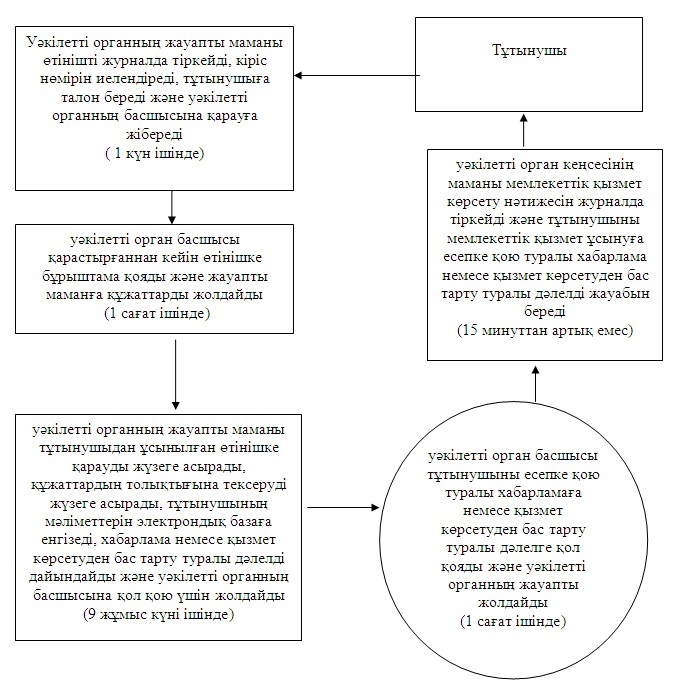 Тұтынушы
Уәкілетті органның жауапты маманы
өтінішті журналда тіркейді, кіріс
нөмірін иелендіреді, тұтынушыға
талон береді және уәкілетті
органның басшысына қарауға
жібереді
( 1 күн ішінде)
уәкілетті орган басшысы
қарастырғаннан кейін өтінішке
бұрыштама қояды және жауапты
маманға құжаттарды жолдайды
(1 сағат ішінде)
уәкілетті органның жауапты маманы
тұтынушыдан ұсынылған өтінішке
қарауды жүзеге асырады,
құжаттардың толықтығына тексеруді
жүзеге асырады, тұтынушының
мәліметтерін электрондық базаға
енгізеді, хабарлама немесе қызмет
көрсетуден бас тарту туралы дәлелді
дайындайды және уәкілетті органның
басшысына қол қою үшін жолдайды
(9 жұмыс күні ішінде)
уәкілетті орган басшысы
тұтынушыны есепке қою
туралы хабарламаға
немесе қызмет
көрсетуден бас тарту
туралы дәлелге қол
қояды және уәкілетті
органның жауапты
жолдайды
(1 сағат ішінде)
уәкілетті орган кеңсесінің
маманы мемлекеттік қызмет
көрсету нәтижесін журналда
тіркейді және тұтынушыны
мемлекеттік қызмет ұсынуға
есепке қою туралы хабарлама
немесе қызмет көрсетуден бас
тарту туралы дәлелді жауабын
береді
(15 минуттан артық емес)